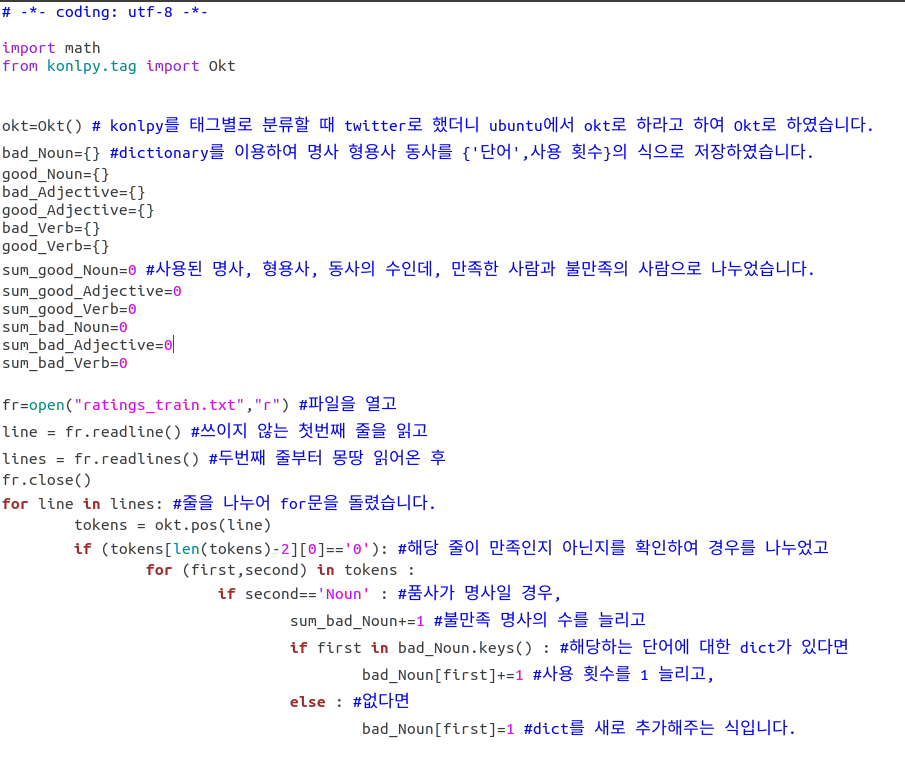 # -*- coding: utf-8 -*-
import math
from konlpy.tag import Okt
okt=Okt() # konlpy를 태그별로 분류할 때 twitter로 했더니 ubuntu에서 okt로 하라고 하여 Okt로 하였습니다.
bad_Noun={} #dictionary를 이용하여 명사 형용사 동사를 {'단어',사용 횟수}의 식으로 저장하였습니다.
good_Noun={}
bad_Adjective={}
good_Adjective={}
bad_Verb={}
good_Verb={}
sum_good_Noun=0 #사용된 명사, 형용사, 동사의 수인데, 만족한 사람과 불만족의 사람으로 나누었습니다.
sum_good_Adjective=0
sum_good_Verb=0
sum_bad_Noun=0
sum_bad_Adjective=0
sum_bad_Verb=0
fr=open("ratings_train.txt","r") #파일을 열고
line = fr.readline() #쓰이지 않는 첫번째 줄을 읽고
lines = fr.readlines() #두번째 줄부터 몽땅 읽어온 후
fr.close()
for line in lines: #줄을 나누어 for문을 돌렸습니다.
tokens = okt.pos(line)
if (tokens[len(tokens)-2][0]=='0'): #해당 줄이 만족인지 아닌지를 확인하여 경우를 나누었고
for (first,second) in tokens :
if second=='Noun' : #품사가 명사일 경우,
sum_bad_Noun+=1 #불만족 명사의 수를 늘리고
if first in bad_Noun.keys() : #해당하는 단어에 대한 dict가 있다면
bad_Noun[first]+=1 #사용 횟수를 1 늘리고,
else : #없다면
bad_Noun[first]=1 #dict를 새로 추가해주는 식입니다.